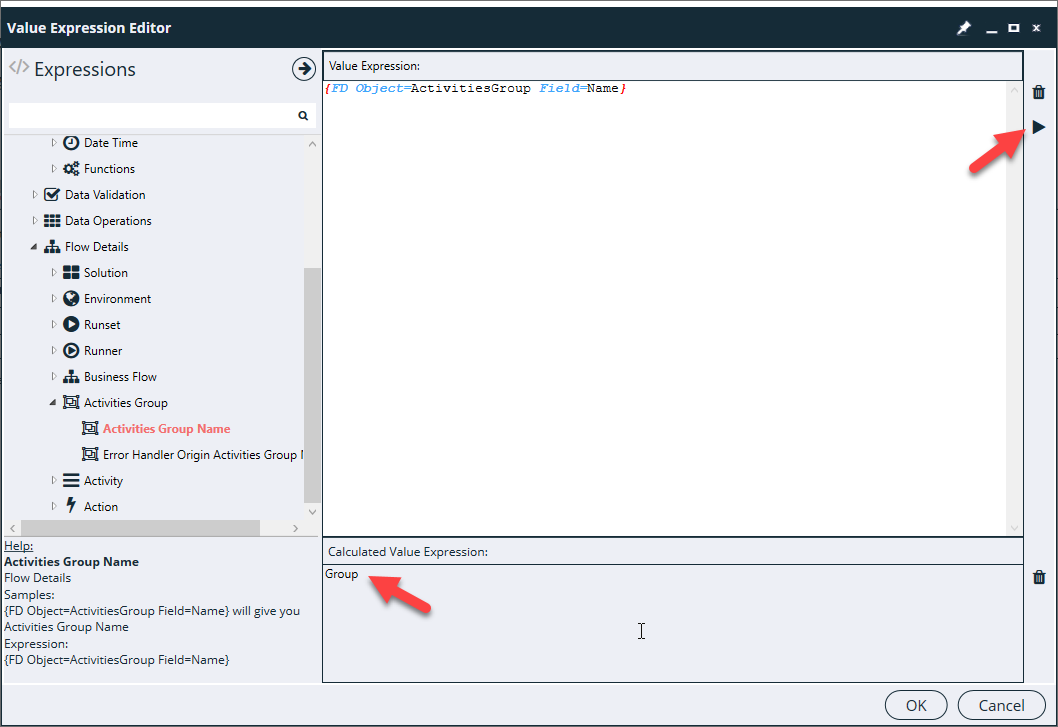 Value Expression Editor
Expressions
Date Time
Functions
Data Validation
Data Operations
Flow Details
Solution
Environment
Runset
Runner
Business Flow
Activities Group
Activities Group Name
Error Handler Origin Activities Group
Activity
Action
Help:
Activities Group Name
Flow Details
Samples:
{FD Object=ActivitiesGroup Field=Name} will give you
Activities Group Name
Expression:
{FD Object=ActivitiesGroup Field=Name}
Value Expression:
{FD Object=ActivitiesGroup Field=Name}
Calculated Value Expression:
Group
OK
Cancel